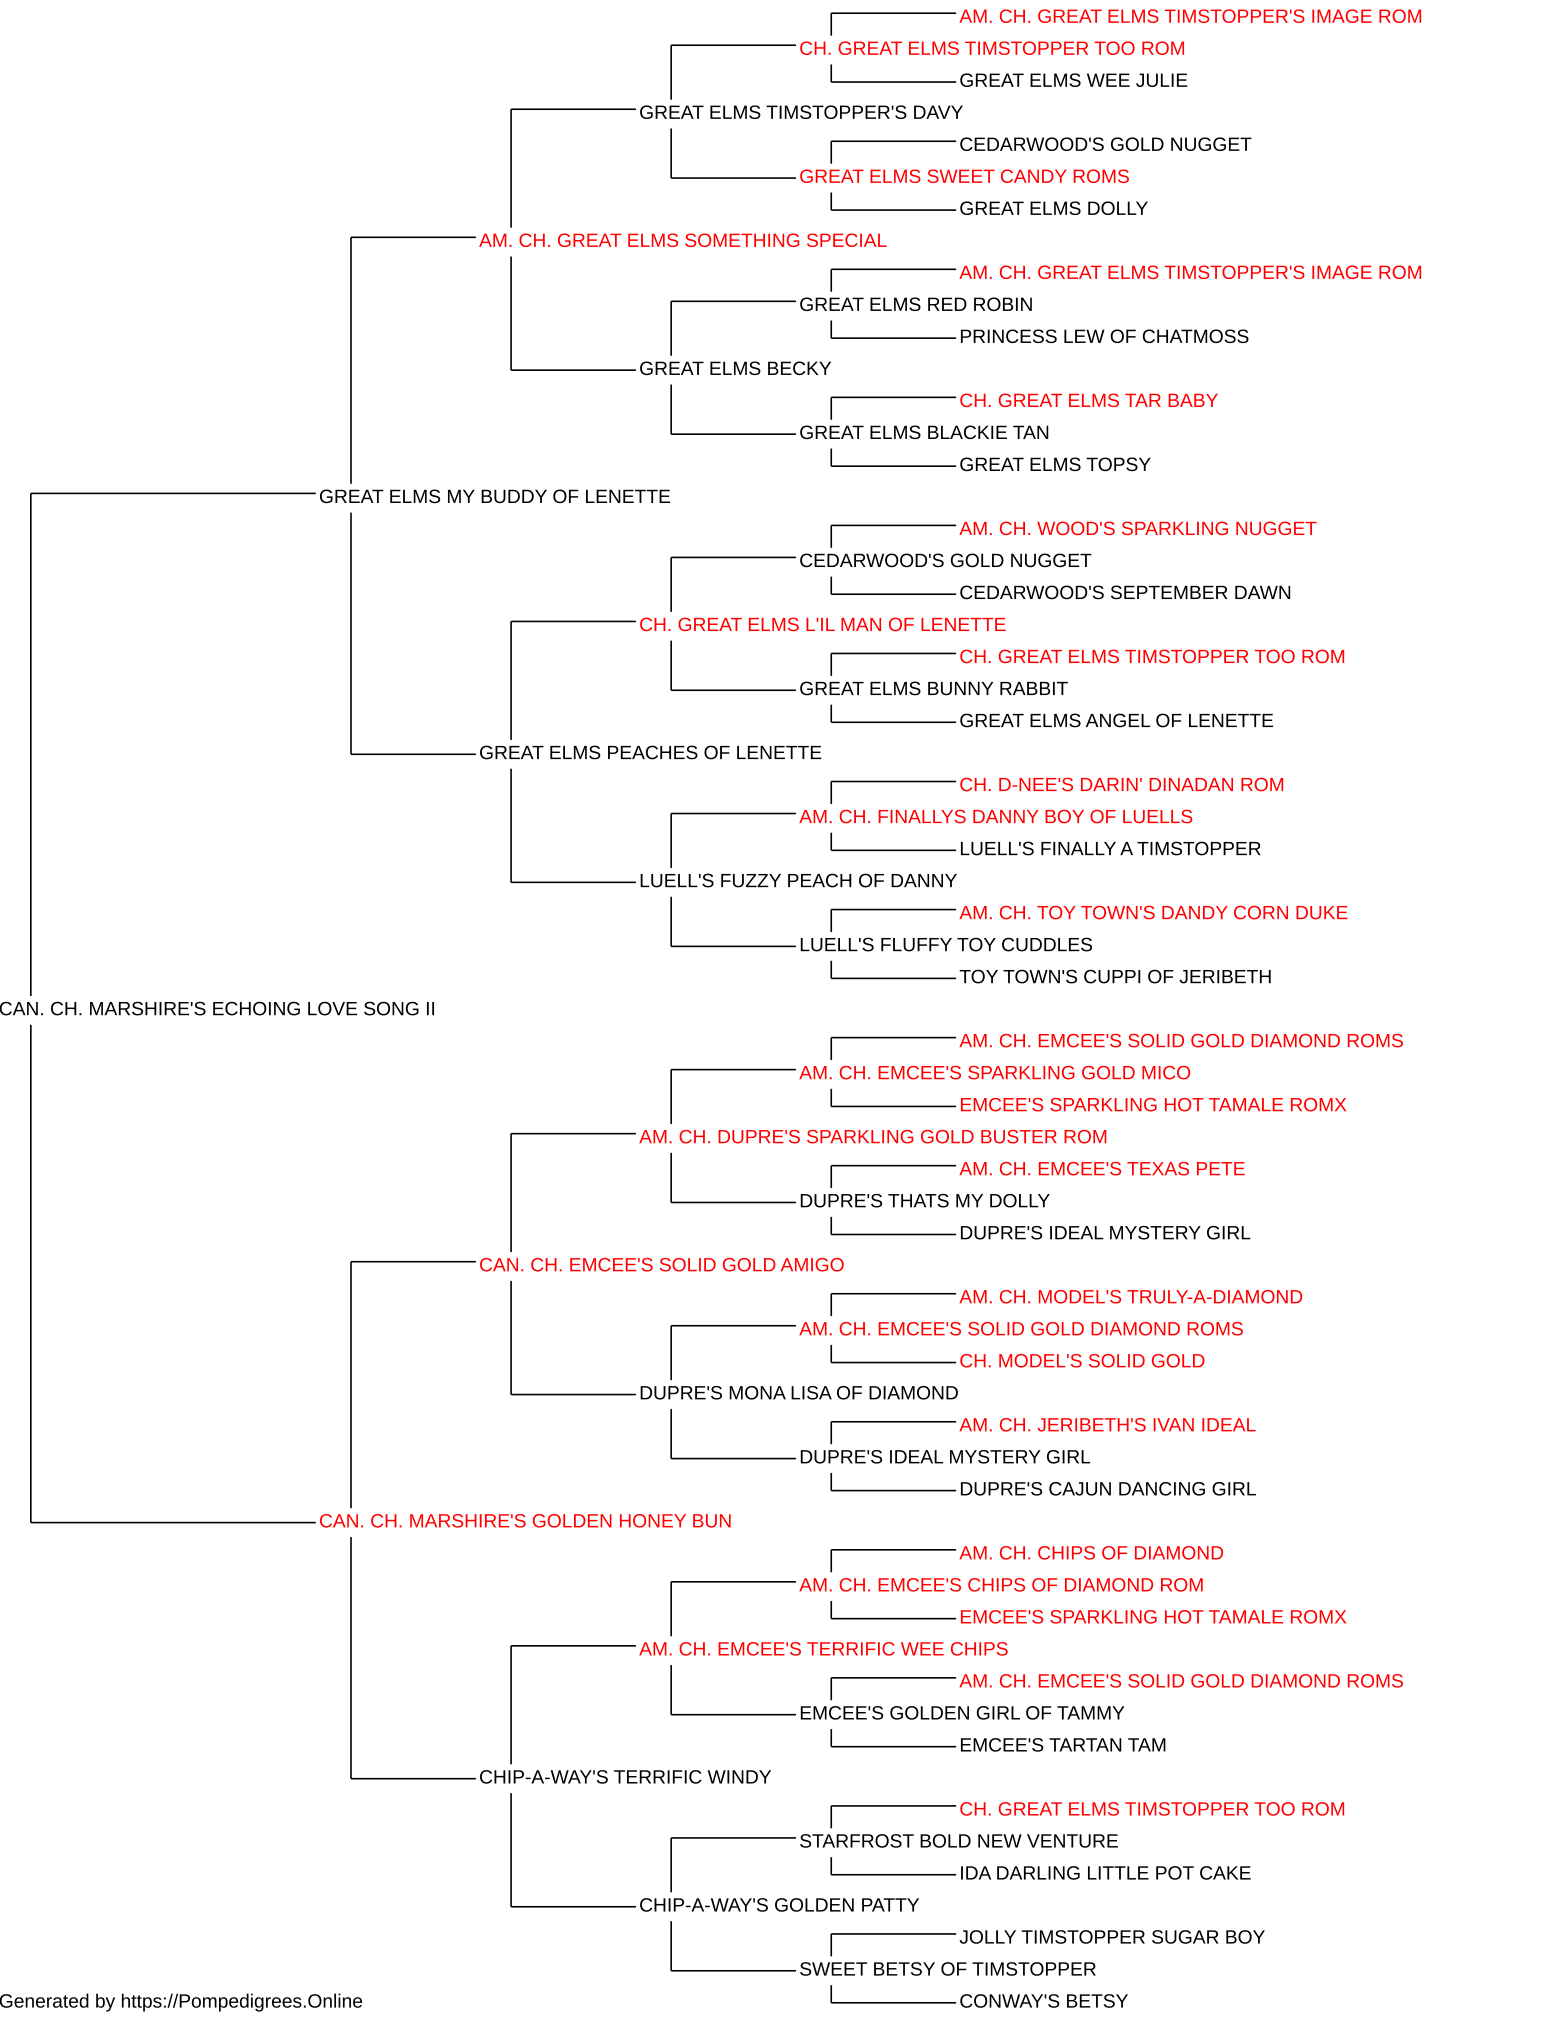 AM. CH. GREAT ELMS TIMSTOPPER'S IMAGE ROM
CH. GREAT ELMS TIMSTOPPER TOO ROM
GREAT ELMS WEE JULIE
GREAT ELMS TIMSTOPPER'S DAVY
CEDARWOOD'S GOLD NUGGET
GREAT ELMS SWEET CANDY ROMS
GREAT ELMS DOLLY
AM. CH. GREAT ELMS SOMETHING SPECIAL
AM. CH. GREAT ELMS TIMSTOPPER'S IMAGE ROM
GREAT ELMS RED ROBIN
PRINCESS LEW OF CHATMOSS
GREAT ELMS BECKY
CH. GREAT ELMS TAR BABY
GREAT ELMS BLACKIE TAN
GREAT ELMS TOPSY
GREAT ELMS MY BUDDY OF LENETTE
AM. CH. WOOD'S SPARKLING NUGGET
CEDARWOOD'S GOLD NUGGET
CEDARWOOD'S SEPTEMBER DAWN
CH. GREAT ELMS L'IL MAN OF LENETTE
CH. GREAT ELMS TIMSTOPPER TOO ROM
GREAT ELMS BUNNY RABBIT
GREAT ELMS ANGEL OF LENETTE
GREAT ELMS PEACHES OF LENETTE
CH. D-NEE'S DARIN' DINADAN ROM
AM. CH. FINALLYS DANNY BOY OF LUELLS
LUELL'S FINALLY A TIMSTOPPER
LUELL'S FUZZY PEACH OF DANNY
AM. CH. TOY TOWN'S DANDY CORN DUKE
LUELL'S FLUFFY TOY CUDDLES
TOY TOWN'S CUPPI OF JERIBETH
CAN. CH. MARSHIRE'S ECHOING LOVE SONG II
AM. CH. EMCEE'S SOLID GOLD DIAMOND ROMS
AM. CH. EMCEE'S SPARKLING GOLD MICO
EMCEE'S SPARKLING HOT TAMALE ROMX
AM. CH. DUPRE'S SPARKLING GOLD BUSTER ROM
AM. CH. EMCEE'S TEXAS PETE
DUPRE'S THATS MY DOLLY
DUPRE'S IDEAL MYSTERY GIRL
CAN. CH. EMCEE'S SOLID GOLD AMIGO
AM. CH. MODEL'S TRULY-A-DIAMOND
AM. CH. EMCEE'S SOLID GOLD DIAMOND ROMS
CH. MODEL'S SOLID GOLD
DUPRE'S MONA LISA OF DIAMOND
AM. CH. JERIBETH'S IVAN IDEAL
DUPRE'S IDEAL MYSTERY GIRL
DUPRE'S CAJUN DANCING GIRL
CAN. CH. MARSHIRE'S GOLDEN HONEY BUN
AM. CH. CHIPS OF DIAMOND
AM. CH. EMCEE'S CHIPS OF DIAMOND ROM
EMCEE'S SPARKLING HOT TAMALE ROMX
AM. CH. EMCEE'S TERRIFIC WEE CHIPS
AM. CH. EMCEE'S SOLID GOLD DIAMOND ROMS
EMCEE'S GOLDEN GIRL OF TAMMY
EMCEE'S TARTAN TAM
CHIP-A-WAY'S TERRIFIC WINDY
CH. GREAT ELMS TIMSTOPPER TOO ROM
STARFROST BOLD NEW VENTURE
IDA DARLING LITTLE POT CAKE
CHIP-A-WAY'S GOLDEN PATTY
JOLLY TIMSTOPPER SUGAR BOY
SWEET BETSY OF TIMSTOPPER
CONWAY'S BETSY
Generated by https://Pompedigrees.Online